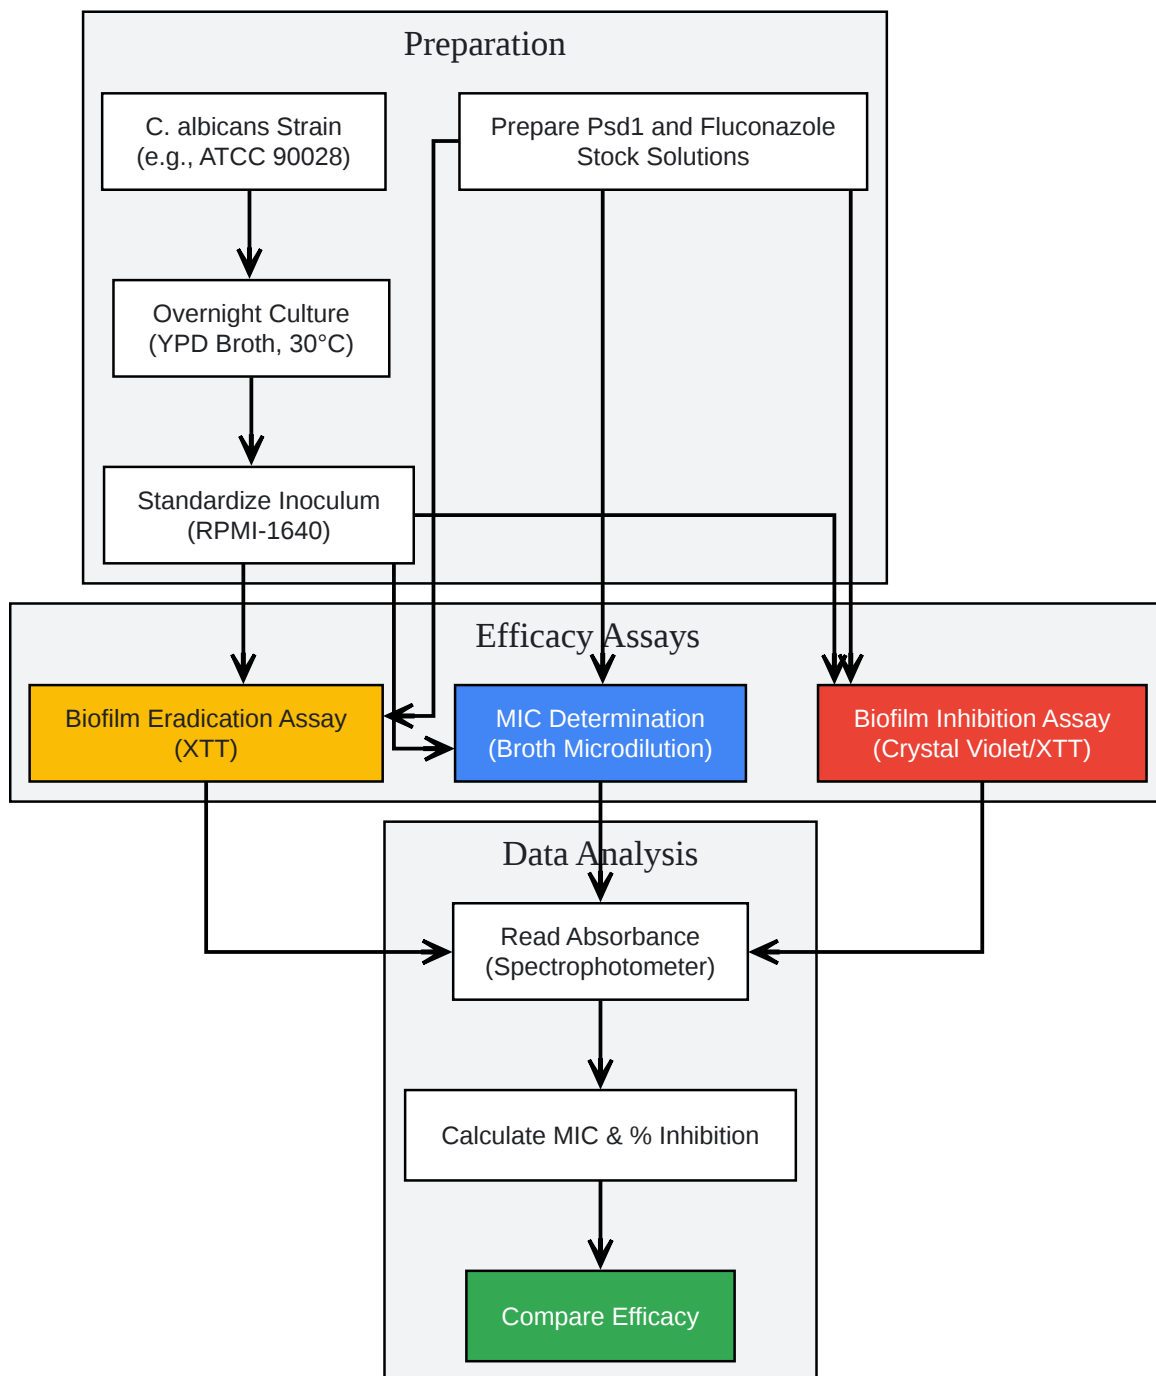 Preparation
C. albicans Strain
(e.g., ATCC 90028)
Prepare Psd1 and Fluconazole
Stock Solutions
Overnight Culture
(YPD Broth, 30°C)
Standardize Inoculum
(RPMI-1640)
Efficacy Assays
Biofilm Eradication Assay
(XTT)
MIC Determination
(Broth Microdilution)
Biofilm Inhibition Assay
(Crystal Violet/XTT)
Data Analysis
Read Absorbance
(Spectrophotometer)
Calculate MIC & % Inhibition
Compare Efficacy